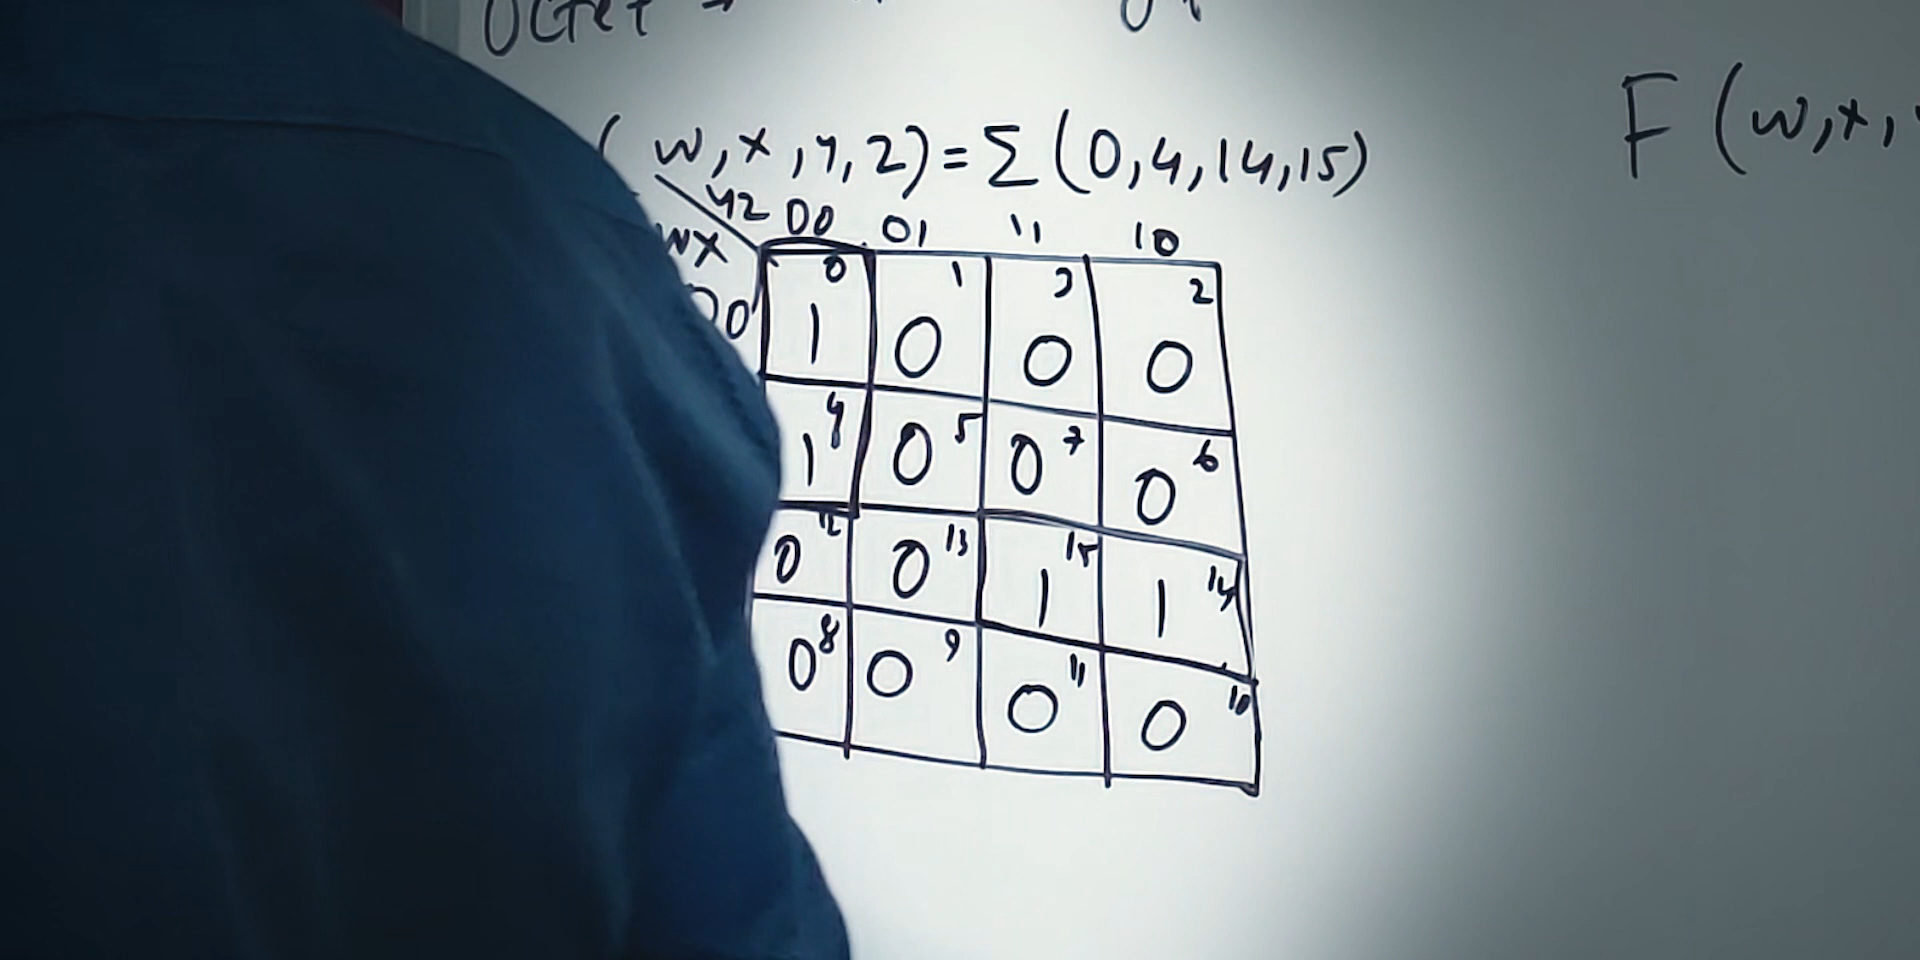 Octet →
F (w,x,
( w,x,y,z)=Σ(0,4,14,15)
yz 00 01 11 10
wx
00 1 0 0 1 0 3 0 2
1 4 0 5 0 7 0 6
0 12 0 13 1 15 1 14
0 8 0 9 0 11 0 10